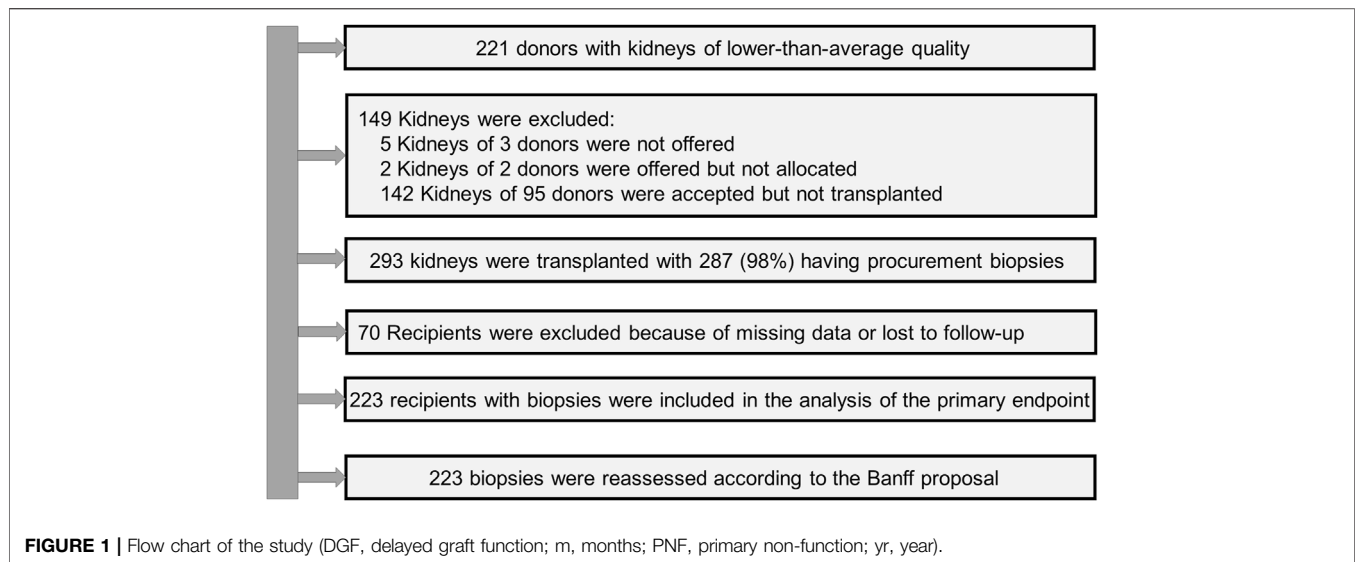 221 donors with kidneys of lower-than-average quality
149 Kidneys were excluded:
5 Kidneys of 3 donors were not offered
2 Kidneys of 2 donors were offered but not allocated
142 Kidneys of 95 donors were accepted but not transplanted
293 kidneys were transplanted with 287 (98%) having procurement biopsies
70 Recipients were excluded because of missing data or lost to follow-up
223 recipients with biopsies were included in the analysis of the primary endpoint
223 biopsies were reassessed according to the Banff proposal
FIGURE 1 | Flow chart of the study (DGF, delayed graft function; m, months; PNF, primary non-function; yr, year).